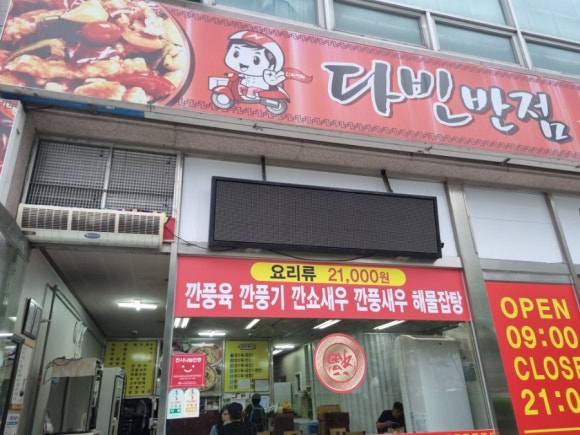 다빈반점
요리류 21,000원
깐풍육 깐풍기 깐쇼새우 깐풍새우 해물잡탕
OPEN
09:00
CLOSE
21:0